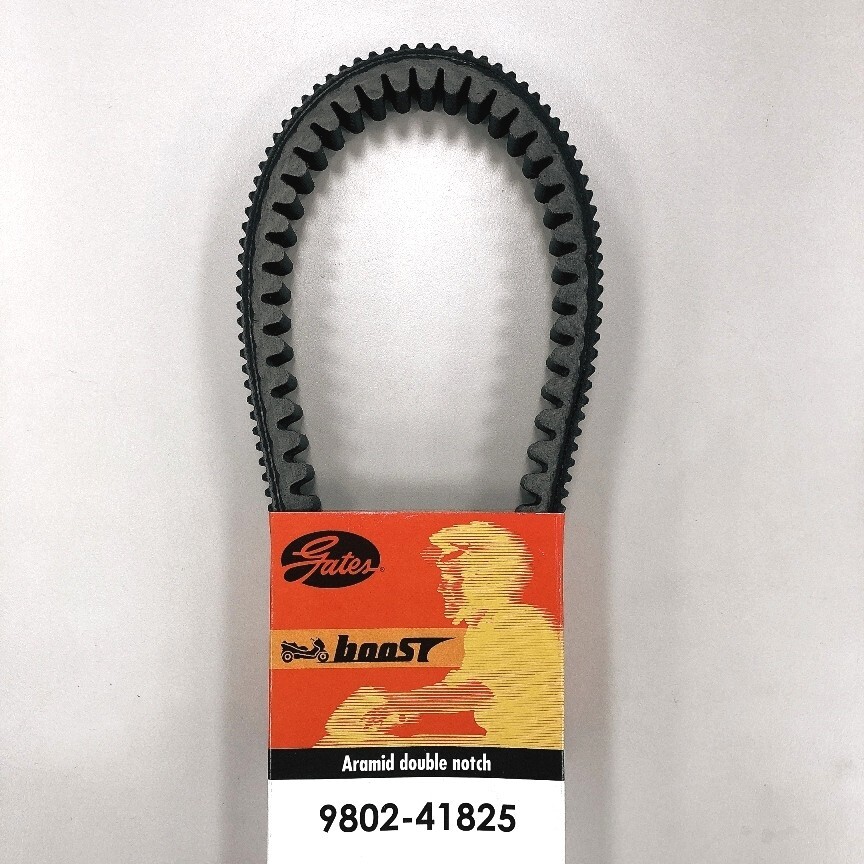 Gates®
boost
Aramid double notch
9802-41825